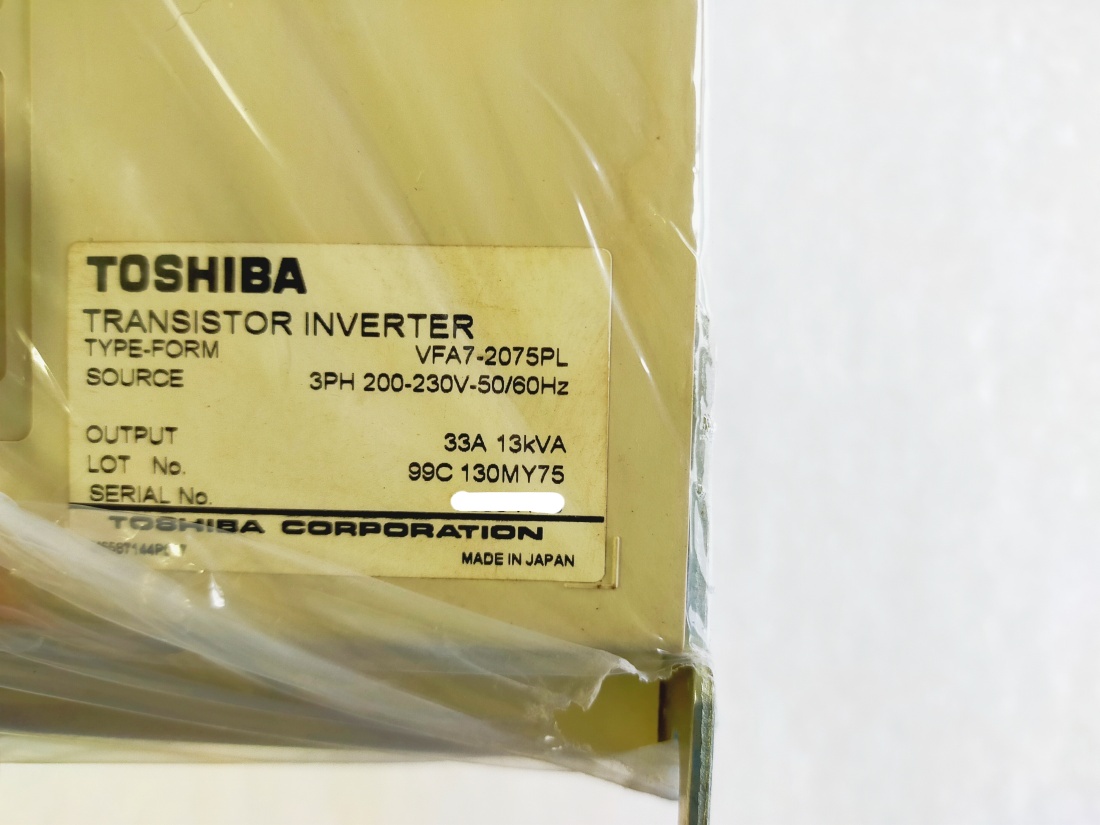 TOSHIBA
TRANSISTOR INVERTER
TYPE-FORM VFA7-2075PL
SOURCE 3PH 200-230V-50/60Hz
OUTPUT 33A 13kVA
LOT No. 99C 130MY75
SERIAL No.
TOSHIBA CORPORATION
MADE IN JAPAN